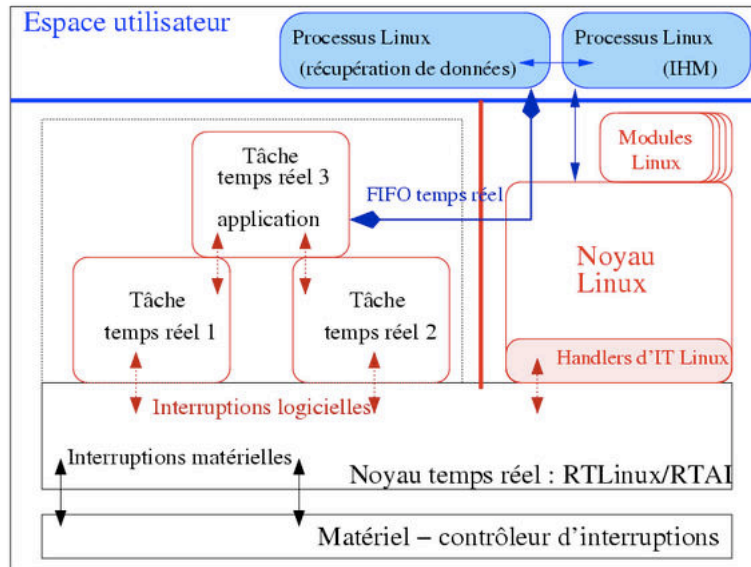 Espace utilisateur
Processus Linux
(récupération de données)
Processus Linux
(IHM)
Modules
Linux
Tâche
temps réel 3
application
FIFO temps réel
Noyau
Linux
Tâche
temps réel 1
Tâche
temps réel 2
Handlers d'IT Linux
Interruptions logicielles
Interruptions matérielles
Noyau temps réel : RTLinux/RTAI
Matériel – contrôleur d'interruptions